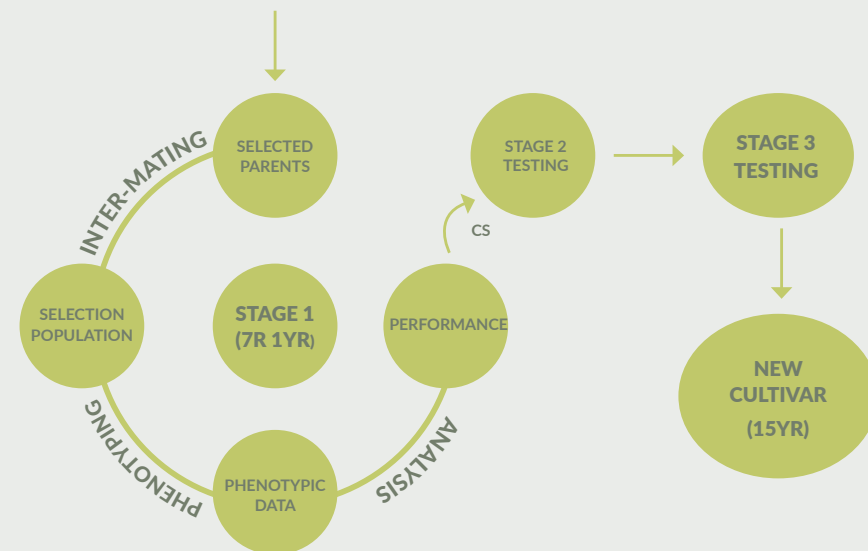 INTER-MATING
SELECTED
PARENTS
STAGE 2
TESTING
STAGE 3
TESTING
CS
SELECTION
POPULATION
STAGE 1
(7R 1YR)
PERFORMANCE
NEW
CULTIVAR
(15YR)
PHENOTYPING
PHENOTYPIC
DATA
ANALYSIS